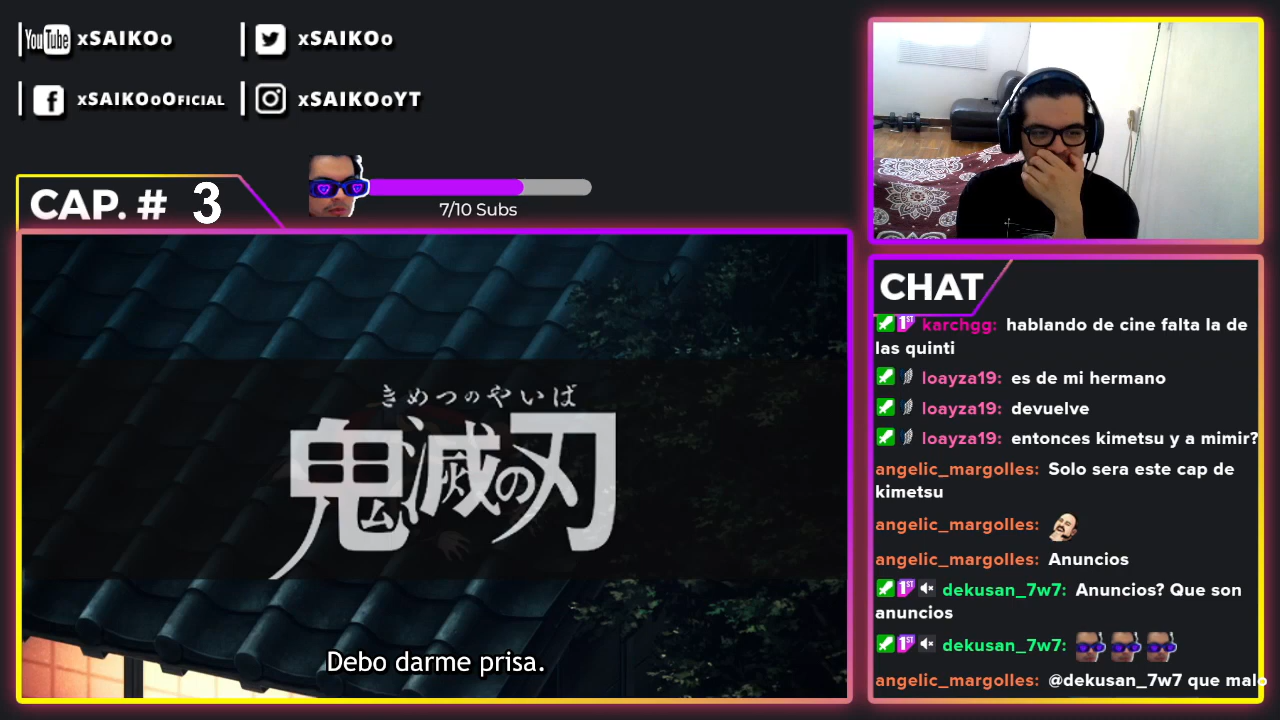 YouTube xSAIKOo
xSAIKOo
xSAIKOoOficial
xSAIKOoYT
CAP. # 3
7/10 Subs
きめつのやいば
鬼滅の刃
Debo darme prisa.
CHAT
karchgg: hablando de cine falta la de
las quinti
loayza19: es de mi hermano
loayza19: devuelve
loayza19: entonces kimetsu y a mimir?
angelic_margolles: Solo sera este cap de
kimetsu
angelic_margolles:
angelic_margolles: Anuncios
dekusan_7w7: Anuncios? Que son
anuncios
dekusan_7w7:
angelic_margolles: @dekusan_7w7 que malo